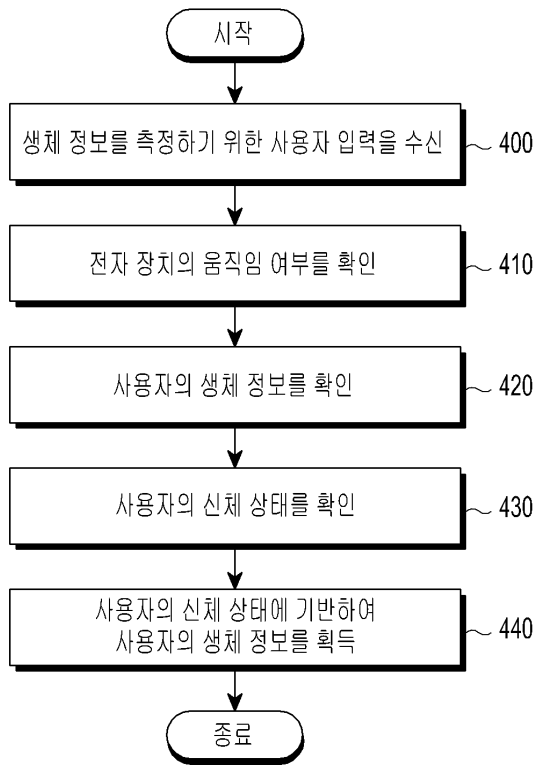 시작
생체 정보를 측정하기 위한 사용자 입력을 수신
400
전자 장치의 움직임 여부를 확인
410
사용자의 생체 정보를 확인
420
사용자의 신체 상태를 확인
430
사용자의 신체 상태에 기반하여
사용자의 생체 정보를 획득
440
종료